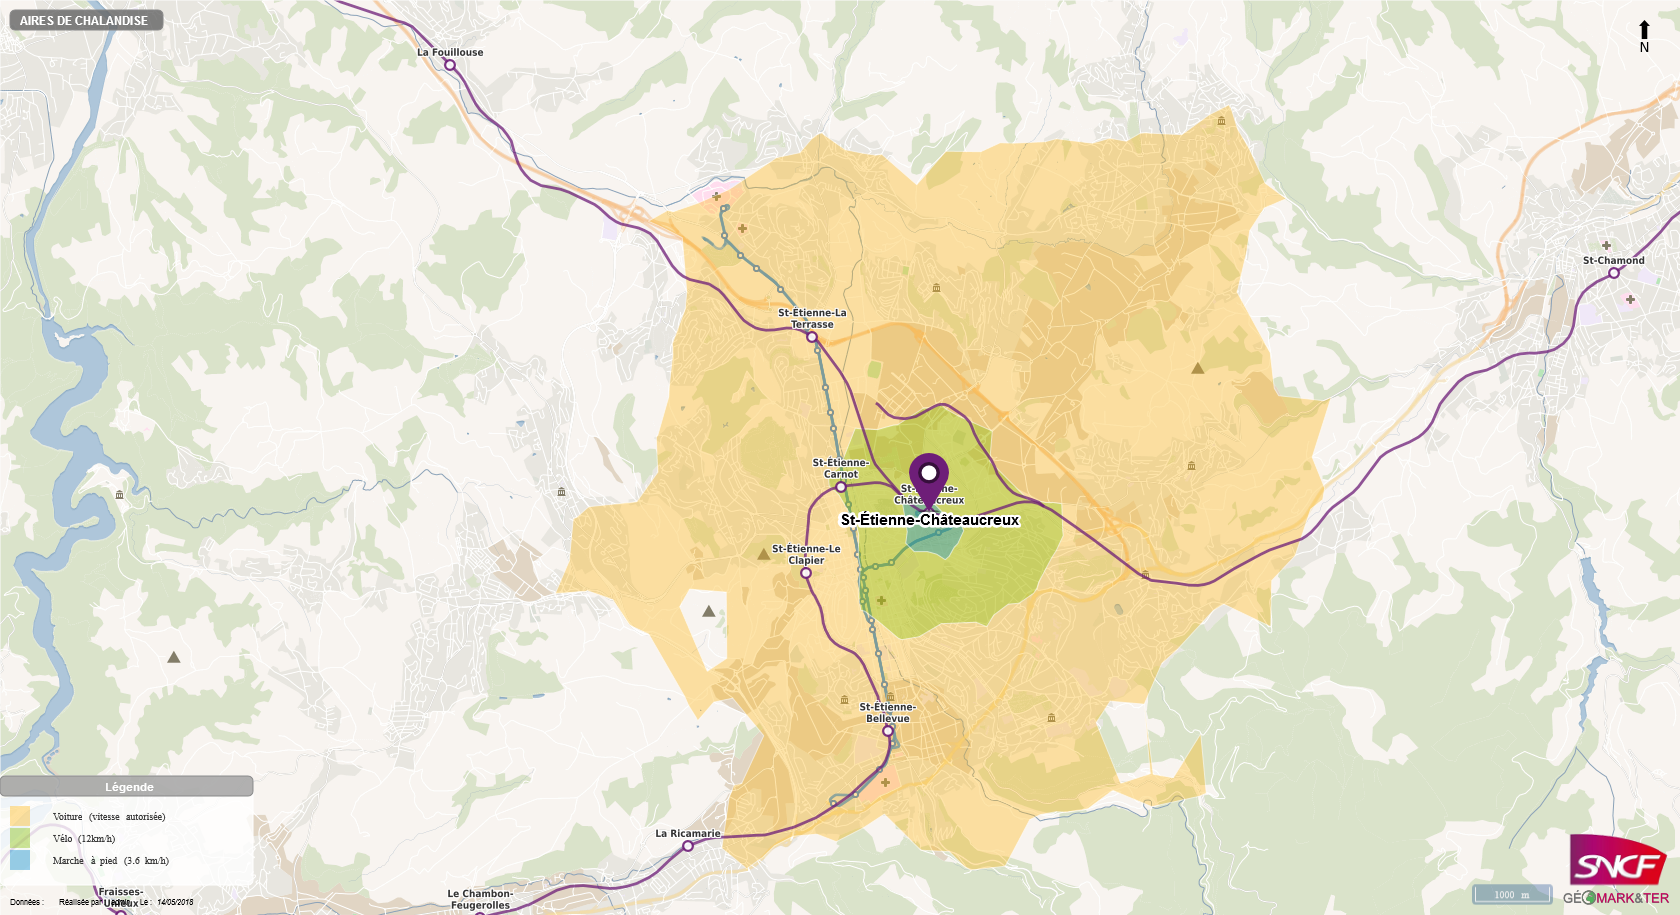 AIRES DE CHALANDISE
N
La Fouillouse
St-Chamond
St-Étienne-La
Terrasse
St-Étienne-
Carnot
St-Étienne-Châteaucreux
St-Étienne-Le
Clapier
St-Étienne-
Bellevue
La Ricamarie
Le Chambon-
Feugerolles
Fraisses-
Unieux
Légende
Voiture (vitesse autorisée)
Vélo (12km/h)
Marche à pied (3.6 km/h)
Données : Réalisée par Le : 14/05/2018
1000 m
SNCF
GÉOMARK&TER